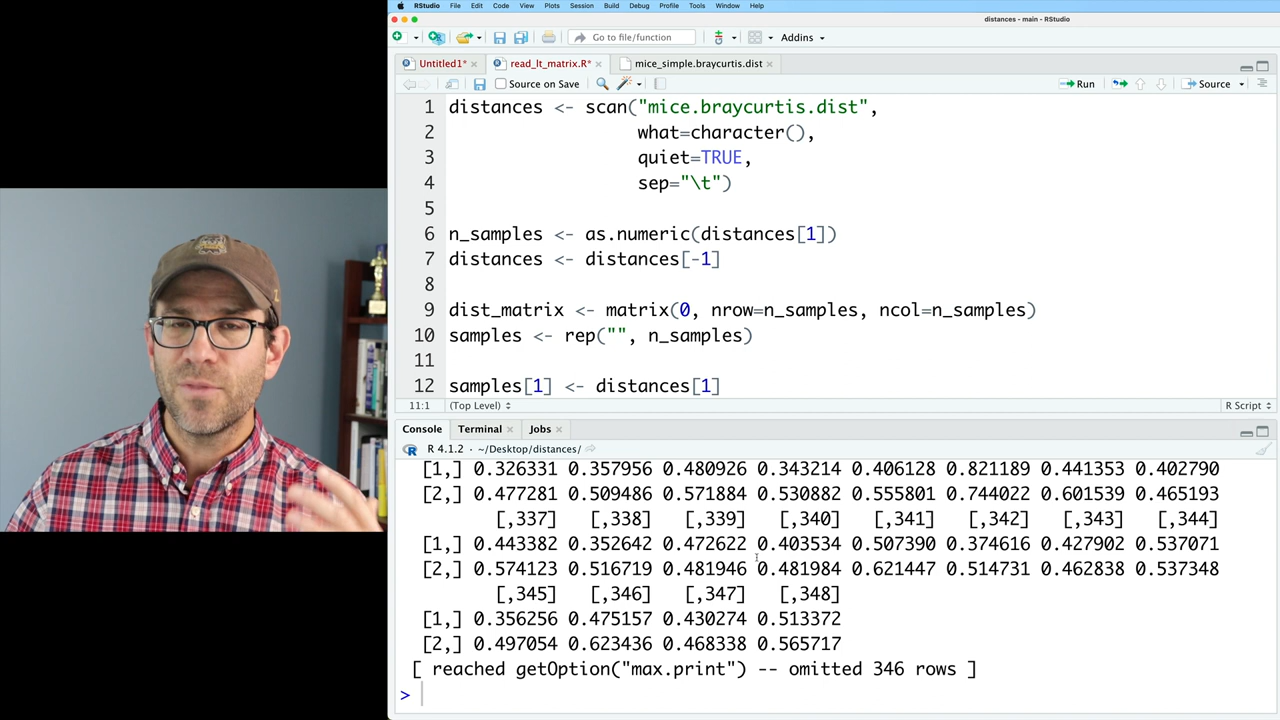 RStudio File Edit Code View Plots Session Build Debug Profile Tools Window Help
distances - main - RStudio
Go to file/function Addins
Untitled1* read_lt_matrix.R* mice_simple.braycurtis.dist
Source on Save Run Source
1 distances <- scan("mice.braycurtis.dist",
2 what=character(),
3 quiet=TRUE,
4 sep="\t")
5
6 n_samples <- as.numeric(distances[1])
7 distances <- distances[-1]
8
9 dist_matrix <- matrix(0, nrow=n_samples, ncol=n_samples)
10 samples <- rep("", n_samples)
11
12 samples[1] <- distances[1]
11:1 (Top Level) R Script
Console Terminal Jobs
R 4.1.2 · ~/Desktop/distances/
[1,] 0.326331 0.357956 0.480926 0.343214 0.406128 0.821189 0.441353 0.402790
[2,] 0.477281 0.509486 0.571884 0.530882 0.555801 0.744022 0.601539 0.465193
[,337] [,338] [,339] [,340] [,341] [,342] [,343] [,344]
[1,] 0.443382 0.352642 0.472622 0.403534 0.507390 0.374616 0.427902 0.537071
[2,] 0.574123 0.516719 0.481946 0.481984 0.621447 0.514731 0.462838 0.537348
[,345] [,346] [,347] [,348]
[1,] 0.356256 0.475157 0.430274 0.513372
[2,] 0.497054 0.623436 0.468338 0.565717
[ reached getOption("max.print") -- omitted 346 rows ]
>